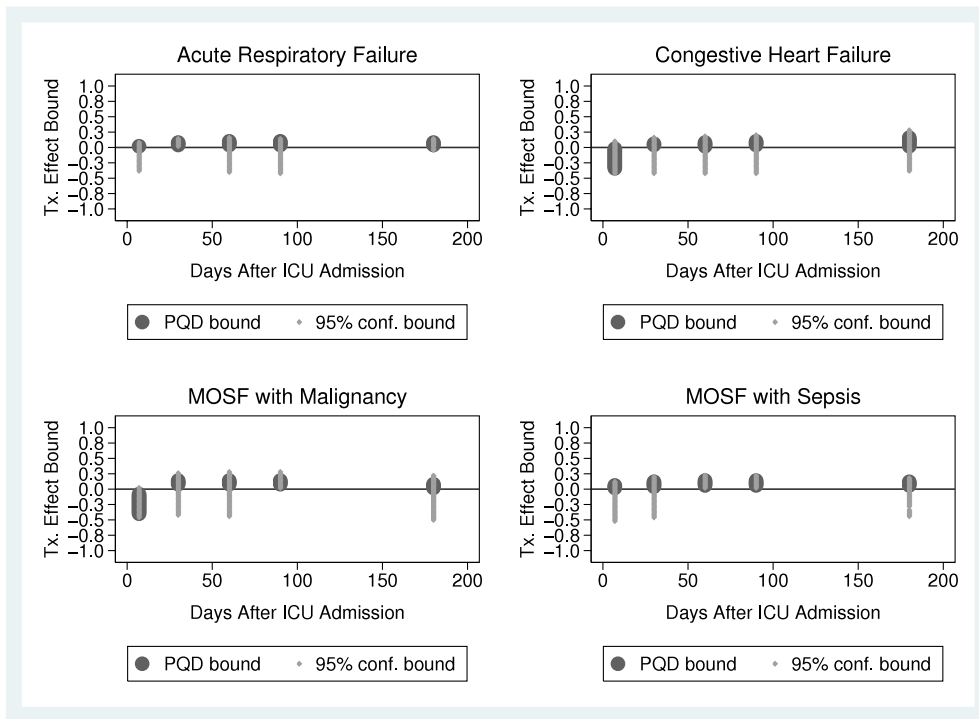 Acute Respiratory Failure
Tx. Effect Bound
1.0
0.8
0.5
0.3
0.0
−0.3
−0.5
−0.8
−1.0
0 50 100 150 200
Days After ICU Admission
PQD bound 95% conf. bound
Congestive Heart Failure
Tx. Effect Bound
1.0
0.8
0.5
0.3
0.0
−0.3
−0.5
−0.8
−1.0
0 50 100 150 200
Days After ICU Admission
PQD bound 95% conf. bound
MOSF with Malignancy
Tx. Effect Bound
1.0
0.8
0.5
0.3
0.0
−0.3
−0.5
−0.8
−1.0
0 50 100 150 200
Days After ICU Admission
PQD bound 95% conf. bound
MOSF with Sepsis
Tx. Effect Bound
1.0
0.8
0.5
0.3
0.0
−0.3
−0.5
−0.8
−1.0
0 50 100 150 200
Days After ICU Admission
PQD bound 95% conf. bound